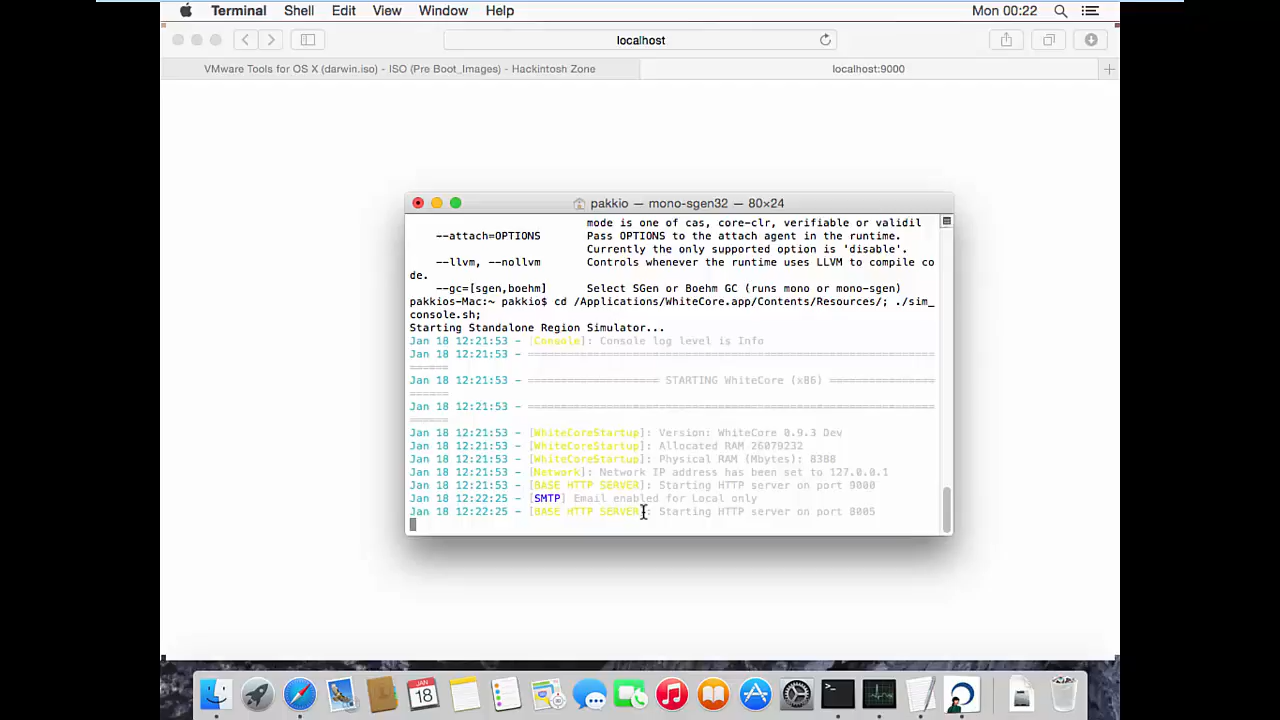 Terminal Shell Edit View Window Help Mon 00:22
localhost
VMware Tools for OS X (darwin.iso) - ISO (Pre Boot_Images) - Hackintosh Zone localhost:9000
pakkio — mono-sgen32 — 80×24
mode is one of cas, core-clr, verifiable or validil
--attach=OPTIONS Pass OPTIONS to the attach agent in the runtime.
Currently the only supported option is 'disable'.
--llvm, --nollvm Controls whenever the runtime uses LLVM to compile co
de.
--gc=[sgen,boehm] Select SGen or Boehm GC (runs mono or mono-sgen)
pakkios-Mac:~ pakkio$ cd /Applications/WhiteCore.app/Contents/Resources/; ./sim_
console.sh;
Starting Standalone Region Simulator...
Jan 18 12:21:53 - [Console]: Console log level is Info
Jan 18 12:21:53 - ==============================================================
======
Jan 18 12:21:53 - ==================== STARTING WhiteCore (x86) ================
======
Jan 18 12:21:53 - ==============================================================
======
Jan 18 12:21:53 - [WhiteCoreStartup]: Version: WhiteCore 0.9.3 Dev
Jan 18 12:21:53 - [WhiteCoreStartup]: Allocated RAM 26079232
Jan 18 12:21:53 - [WhiteCoreStartup]: Physical RAM (Mbytes): 8388
Jan 18 12:21:53 - [Network]: Network IP address has been set to 127.0.0.1
Jan 18 12:21:53 - [BASE HTTP SERVER]: Starting HTTP server on port 9000
Jan 18 12:22:25 - [SMTP] Email enabled for Local only
Jan 18 12:22:25 - [BASE HTTP SERVER]: Starting HTTP server on port 8005
JAN
18